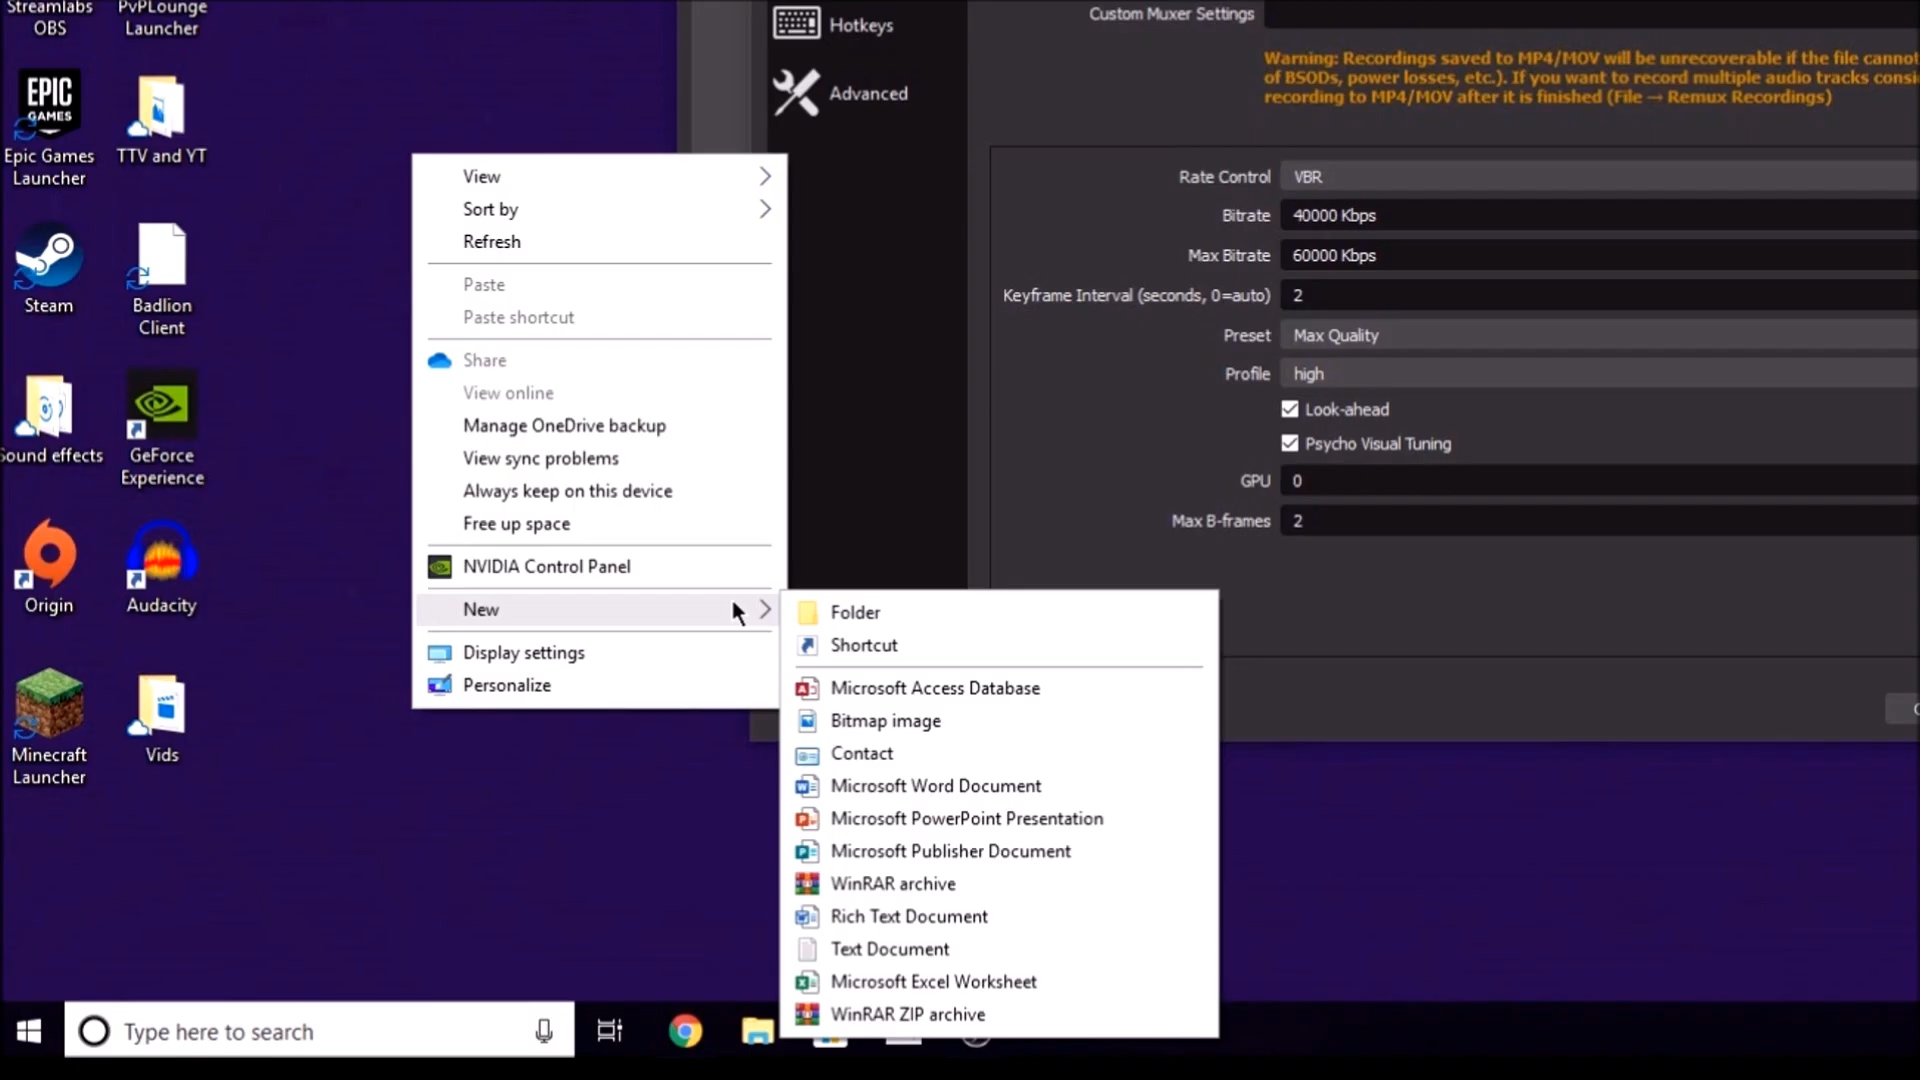 Streamlabs
OBS
PvPLounge
Launcher
EPIC
GAMES
Epic Games
Launcher
TTV and YT
Steam
Badlion
Client
Sound effects
GeForce
Experience
Origin
Audacity
Minecraft
Launcher
Vids
View
Sort by
Refresh
Paste
Paste shortcut
Share
View online
Manage OneDrive backup
View sync problems
Always keep on this device
Free up space
NVIDIA Control Panel
New
Display settings
Personalize
Folder
Shortcut
Microsoft Access Database
Bitmap image
Contact
Microsoft Word Document
Microsoft PowerPoint Presentation
Microsoft Publisher Document
WinRAR archive
Rich Text Document
Text Document
Microsoft Excel Worksheet
WinRAR ZIP archive
Hotkeys
Advanced
Custom Muxer Settings
Warning: Recordings saved to MP4/MOV will be unrecoverable if the file cannot
of BSODs, power losses, etc.). If you want to record multiple audio tracks consi
recording to MP4/MOV after it is finished (File → Remux Recordings)
Rate Control VBR
Bitrate 40000 Kbps
Max Bitrate 60000 Kbps
Keyframe Interval (seconds, 0=auto) 2
Preset Max Quality
Profile high
Look-ahead
Psycho Visual Tuning
GPU 0
Max B-frames 2
Type here to search